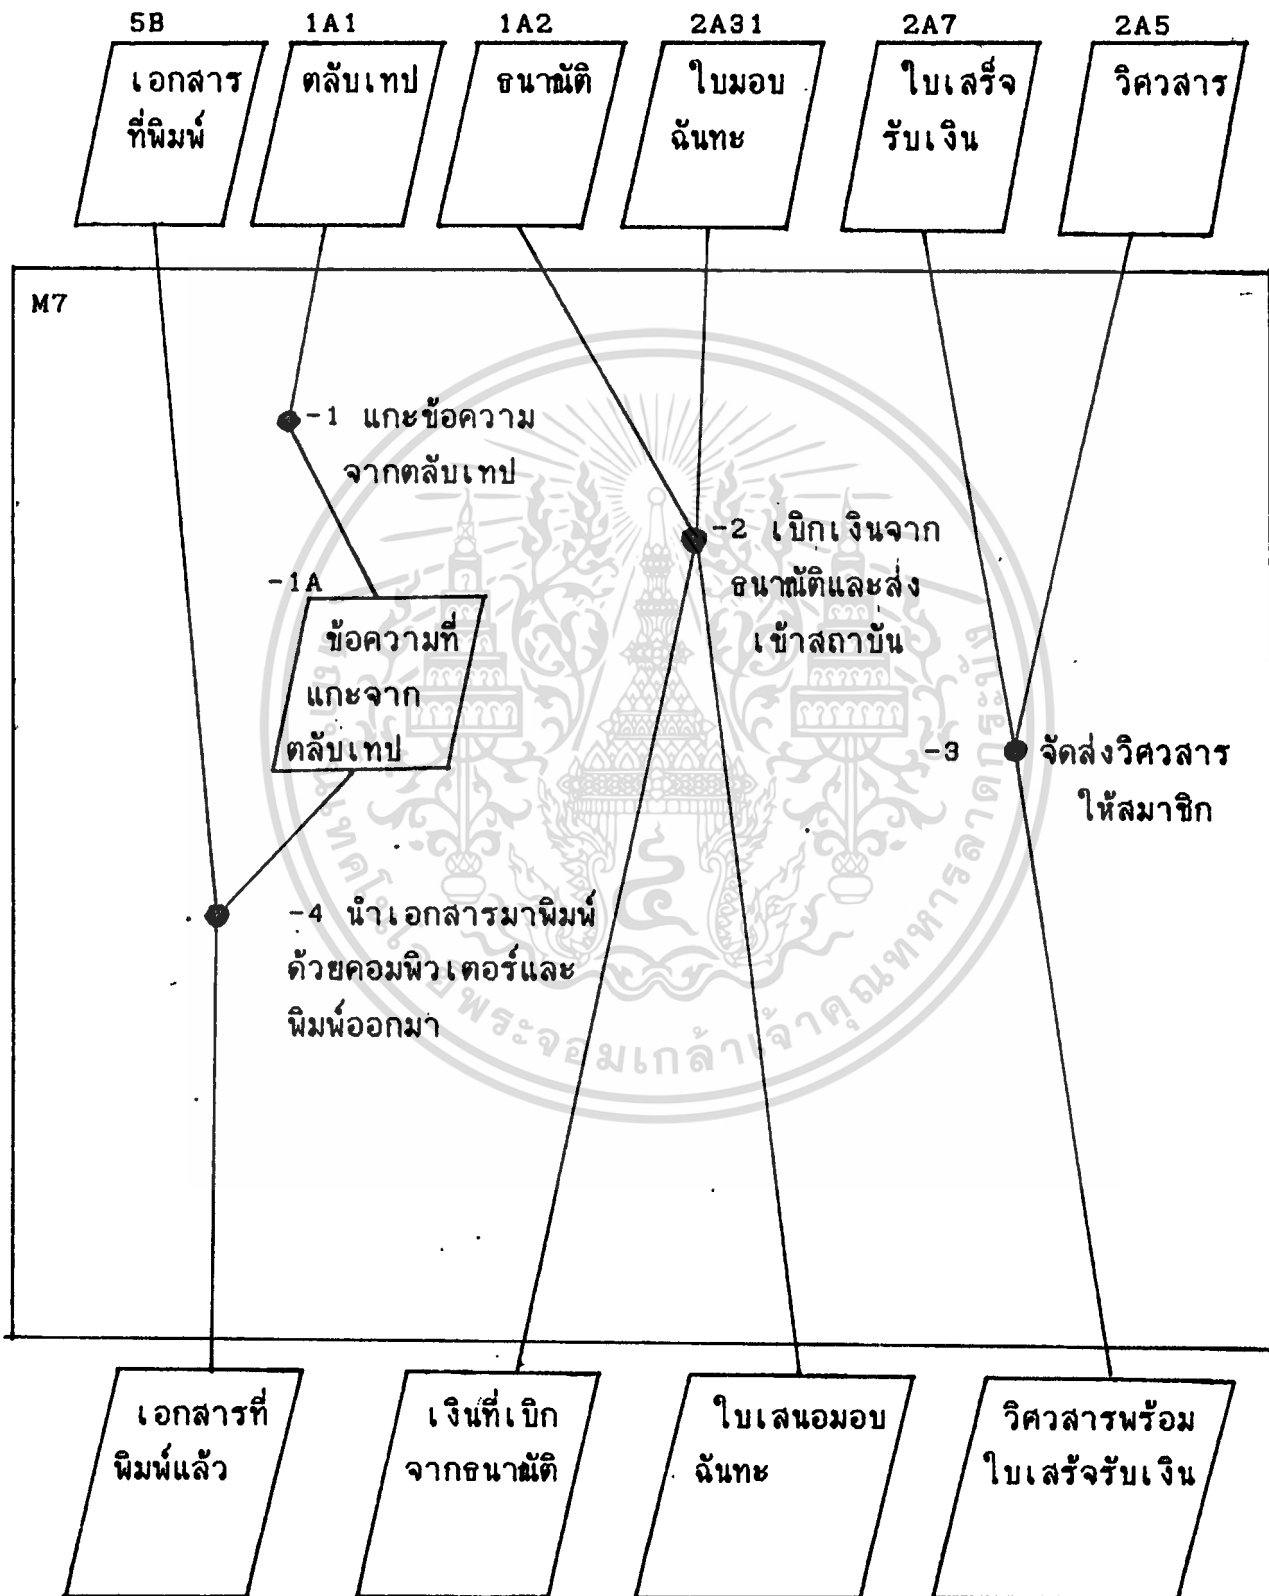 5B 1A1 1A2 2A31 2A7 2A5
เอกสาร
ที่พิมพ์
ตลับเทป
ธนาณัติ
ใบมอบ
ฉันทะ
ใบเสร็จ
รับเงิน
วิศวสาร
M7
-1 แกะข้อความ
จากตลับเทป
-2 เบิกเงินจาก
ธนาณัติและส่ง
เข้าสถาบัน
-1A
ข้อความที่
แกะจาก
ตลับเทป
-3 จัดส่งวิศวสาร
ให้สมาชิก
-4 นำเอกสารมาพิมพ์
ด้วยคอมพิวเตอร์และ
พิมพ์ออกมา
เอกสารที่
พิมพ์แล้ว
เงินที่เบิก
จากธนาณัติ
ใบเสนอมอบ
ฉันทะ
วิศวสารพร้อม
ใบเสร็จรับเงิน